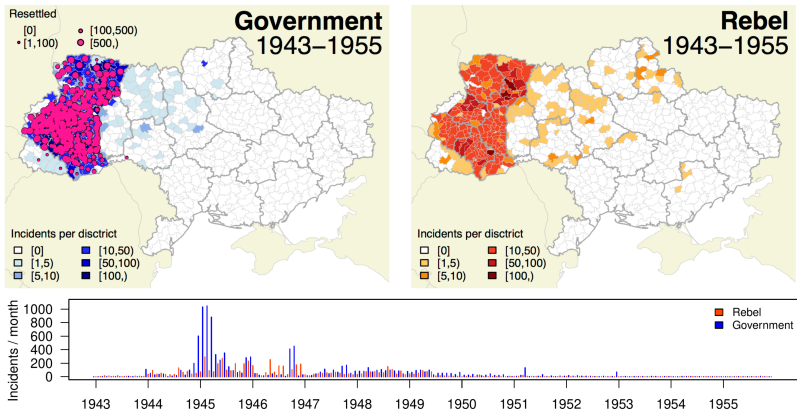 Resettled
[0] [100,500)
[1,100) [500,)
Government
1943–1955
Incidents per disctrict
[0] [10,50)
[1,5) [50,100)
[5,10) [100,)
Rebel
1943–1955
Incidents per disctrict
[0] [10,50)
[1,5) [50,100)
[5,10) [100,)
Incidents / month
1000
800
600
400
200
0
Rebel
Government
1943 1944 1945 1946 1947 1948 1949 1950 1951 1952 1953 1954 1955